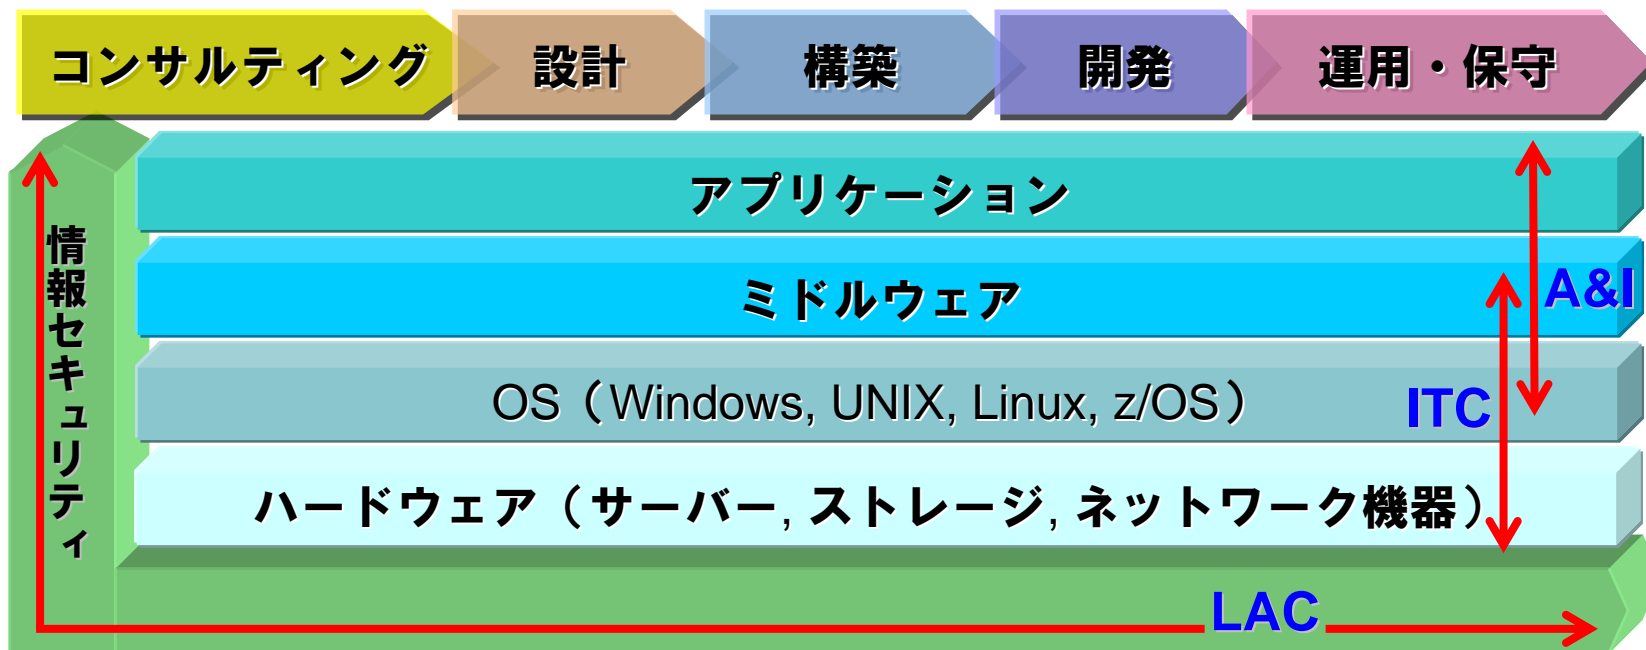 コンサルティング
設計
構築
開発
運用・保守
情報セキュリティ
アプリケーション
ミドルウェア
A&I
OS（Windows, UNIX, Linux, z/OS）
ITC
ハードウェア（サーバー, ストレージ, ネットワーク機器）
LAC